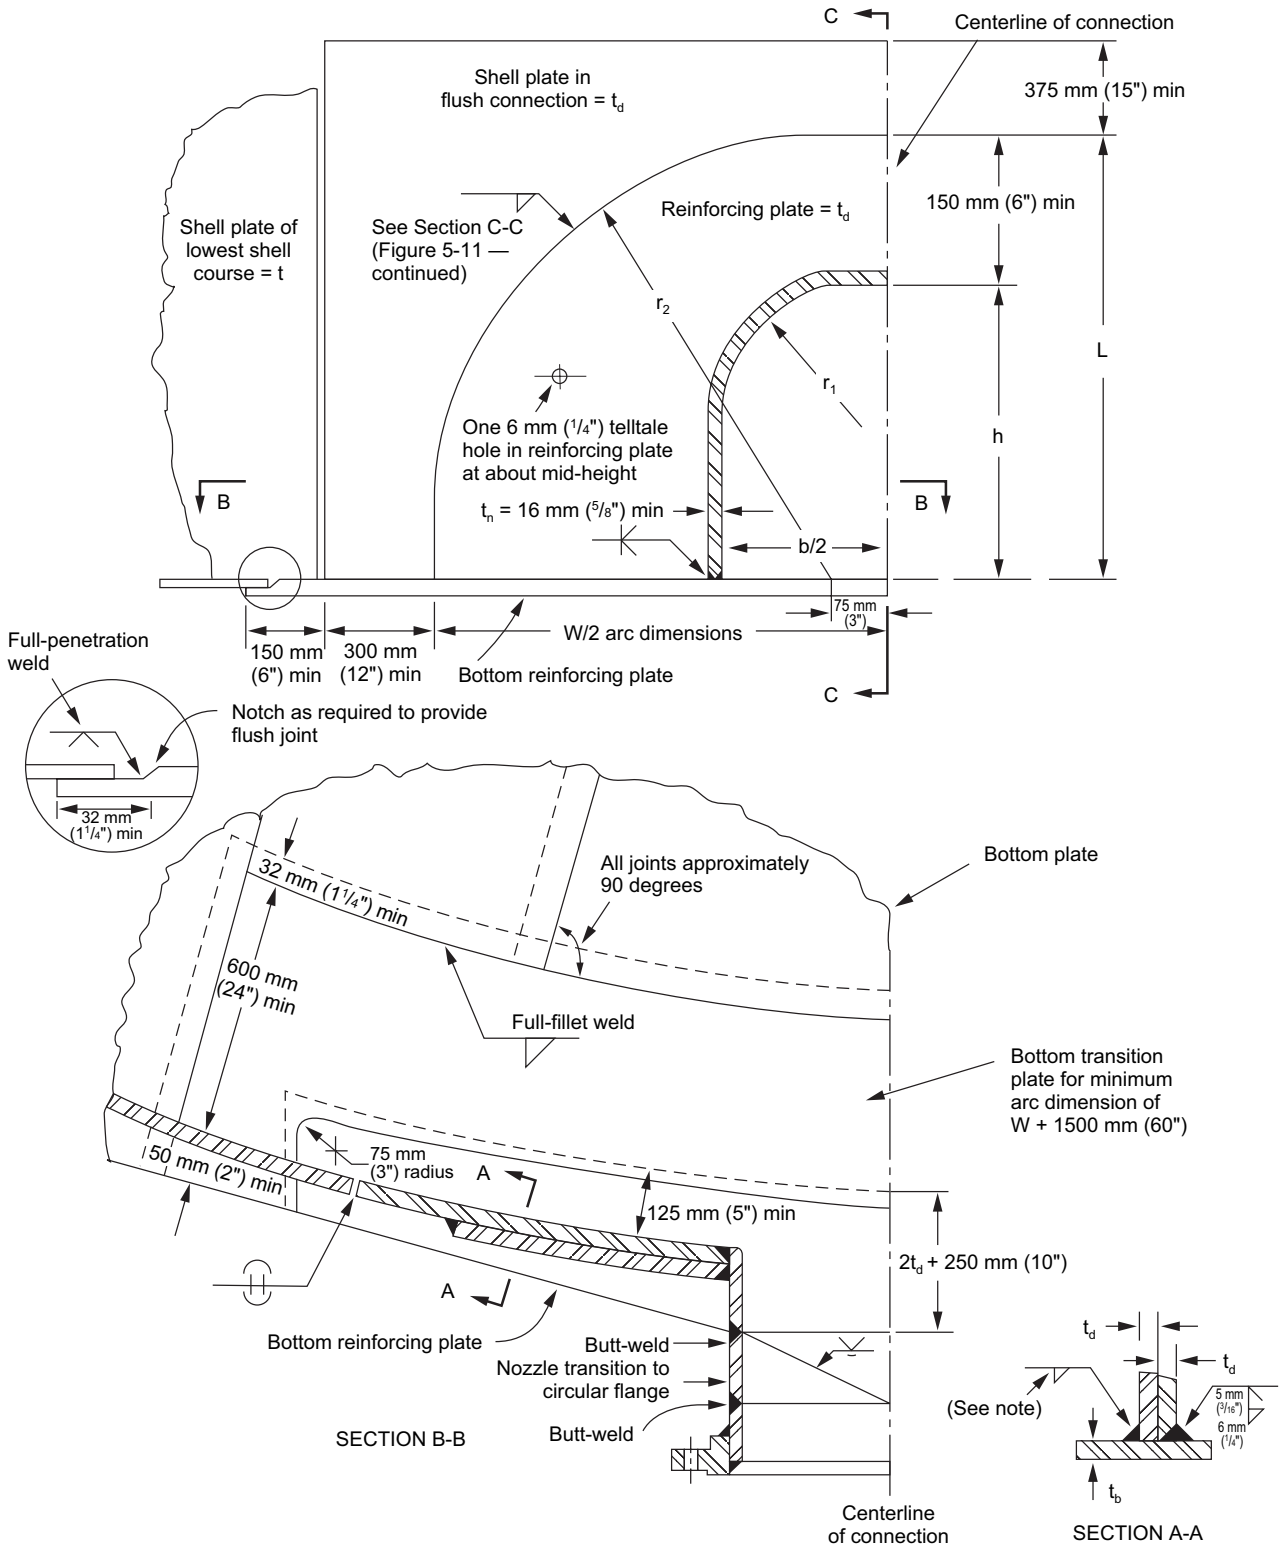 C
Centerline of connection
Shell plate in
flush connection = t_d
375 mm (15") min
Shell plate of
lowest shell
course = t
See Section C-C
(Figure 5-11 —
continued)
Reinforcing plate = t_d
150 mm (6") min
r_2
r_1
L
h
One 6 mm (1/4") telltale
hole in reinforcing plate
at about mid-height
t_n = 16 mm (5/8") min
B
B
b/2
75 mm
(3")
W/2 arc dimensions
150 mm
(6") min
300 mm
(12") min
Bottom reinforcing plate
C
Full-penetration
weld
Notch as required to provide
flush joint
32 mm
(1 1/4") min
32 mm (1 1/4") min
All joints approximately
90 degrees
Bottom plate
600 mm
(24") min
Full-fillet weld
Bottom transition
plate for minimum
arc dimension of
W + 1500 mm (60")
50 mm (2") min
75 mm
(3") radius
A
125 mm (5") min
2t_d + 250 mm (10")
A
Bottom reinforcing plate
Butt-weld
Nozzle transition to
circular flange
Butt-weld
SECTION B-B
Centerline
of connection
t_d
t_d
(See note)
5 mm
(3/16")
6 mm
(1/4")
t_b
SECTION A-A